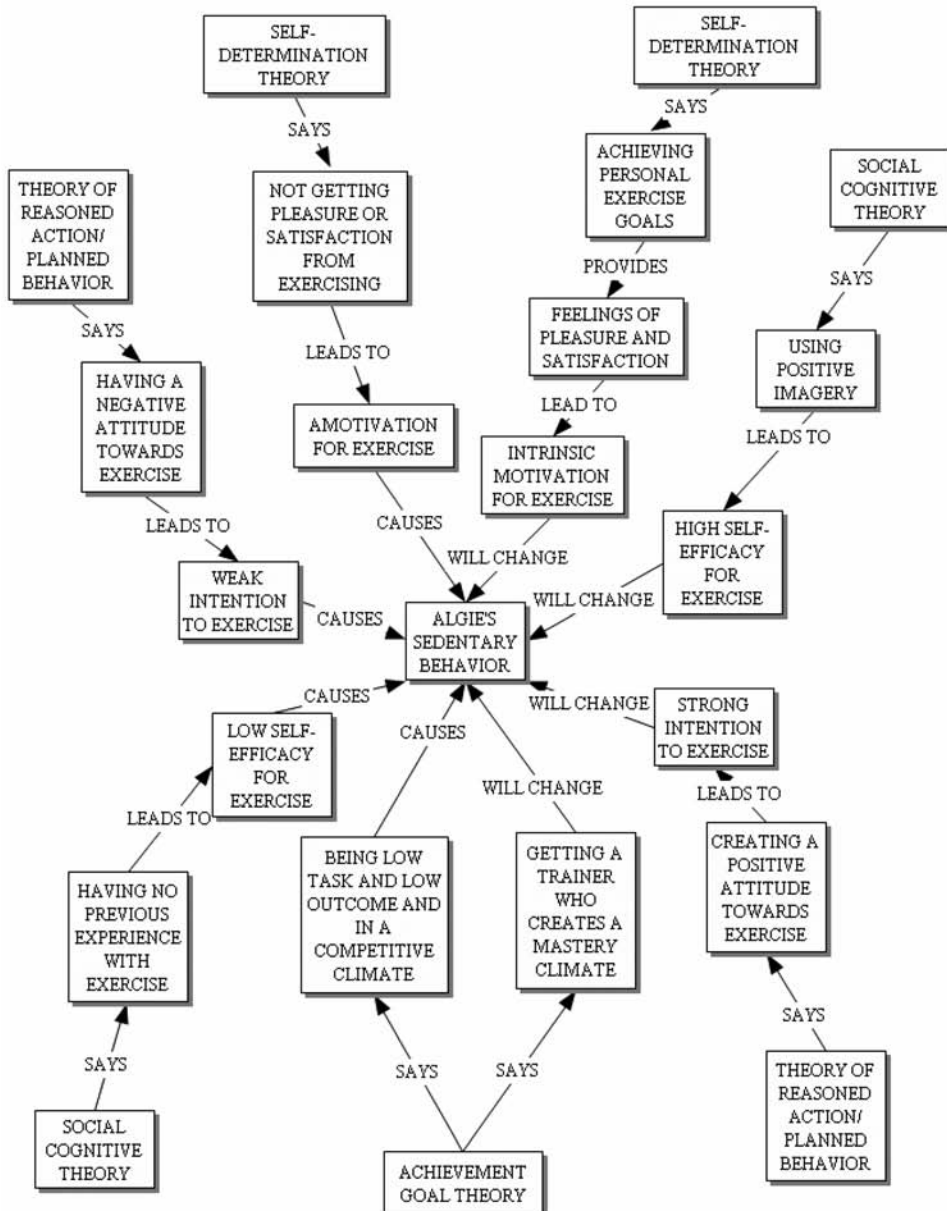 SELF-
DETERMINATION
THEORY
SAYS
NOT GETTING
PLEASURE OR
SATISFACTION
FROM
EXERCISING
LEADS TO
AMOTIVATION
FOR EXERCISE
CAUSES
SELF-
DETERMINATION
THEORY
SAYS
ACHIEVING
PERSONAL
EXERCISE
GOALS
PROVIDES
FEELINGS OF
PLEASURE AND
SATISFACTION
LEAD TO
INTRINSIC
MOTIVATION
FOR EXERCISE
WILL CHANGE
SOCIAL
COGNITIVE
THEORY
SAYS
USING
POSITIVE
IMAGERY
LEADS TO
HIGH SELF-
EFFICACY
FOR
EXERCISE
WILL CHANGE
THEORY OF
REASONED
ACTION/
PLANNED
BEHAVIOR
SAYS
HAVING A
NEGATIVE
ATTITUDE
TOWARDS
EXERCISE
LEADS TO
WEAK
INTENTION
TO EXERCISE
CAUSES
ALGIE'S
SEDENTARY
BEHAVIOR
CAUSES
LOW SELF-
EFFICACY
FOR
EXERCISE
LEADS TO
HAVING NO
PREVIOUS
EXPERIENCE
WITH
EXERCISE
SAYS
SOCIAL
COGNITIVE
THEORY
CAUSES
BEING LOW
TASK AND LOW
OUTCOME AND
IN A
COMPETITIVE
CLIMATE
SAYS
WILL CHANGE
GETTING A
TRAINER
WHO
CREATES A
MASTERY
CLIMATE
SAYS
ACHIEVEMENT
GOAL THEORY
WILL CHANGE
STRONG
INTENTION
TO EXERCISE
LEADS TO
CREATING A
POSITIVE
ATTITUDE
TOWARDS
EXERCISE
SAYS
THEORY OF
REASONED
ACTION/
PLANNED
BEHAVIOR